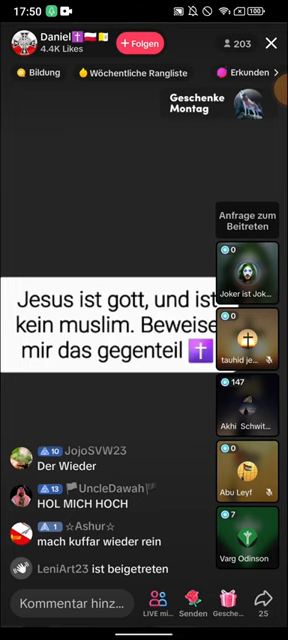 17:50
100
Daniel✝️🇵🇱🇻🇦
4.4K Likes
+ Folgen
203
Bildung
Wöchentliche Rangliste
Erkunden
Geschenke
Montag
Anfrage zum
Beitreten
0
Joker ist Jok...
0
tauhid je...
Jesus ist gott, und ist
kein muslim. Beweise
mir das gegenteil ✝️
147
Akhi Schwit...
0
Abu Leyf
7
Varg Odinson
10 JojoSVW23
Der Wieder
13 🏴UncleDawah🏴
HOL MICH HOCH
1 ☆Ashur☆
mach kuffar wieder rein
LeniArt23 ist beigetreten
Kommentar hinz...
LIVE mi...
Senden
Gesche...
25